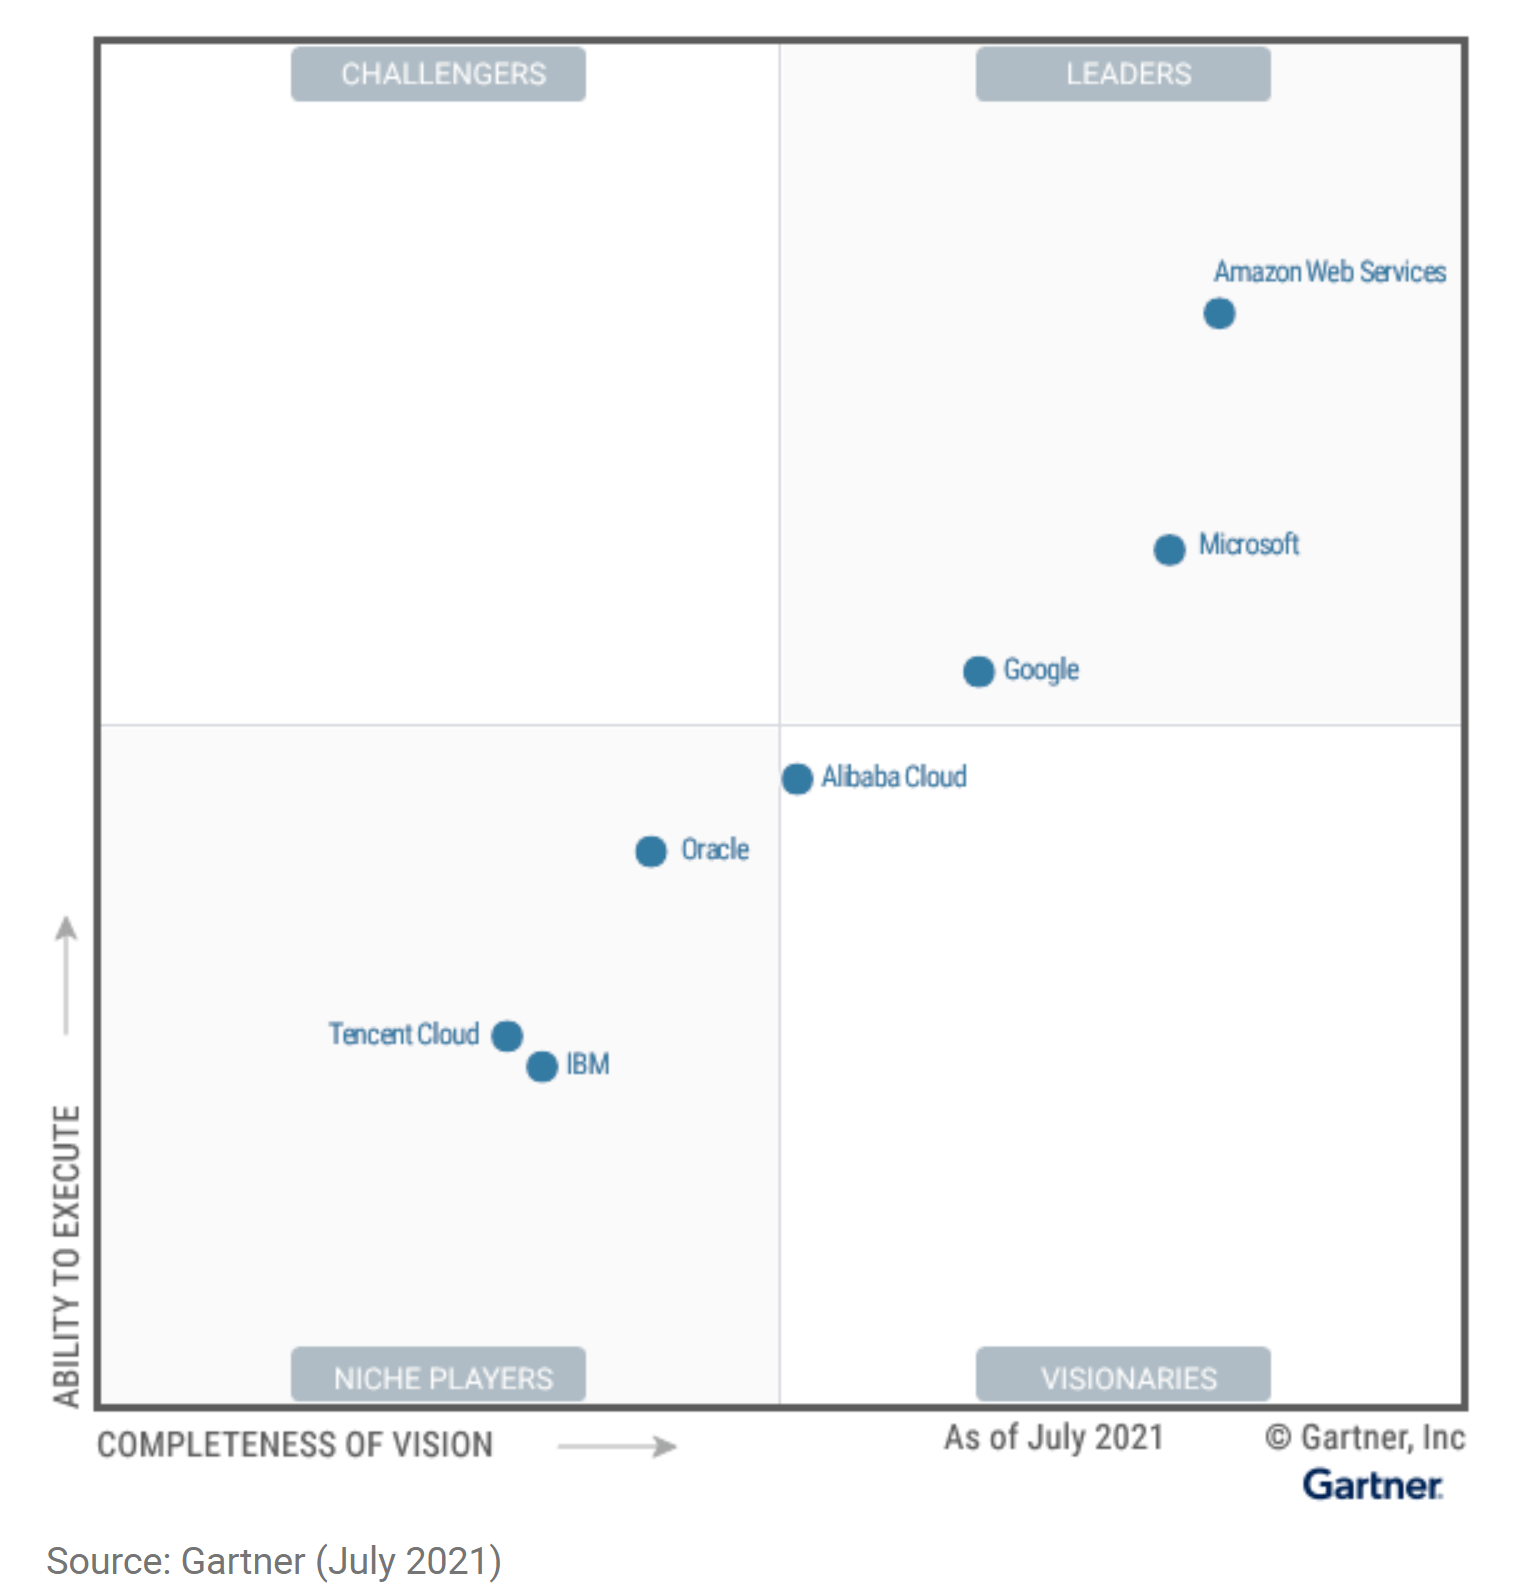 CHALLENGERS
LEADERS
Amazon Web Services
Microsoft
Google
Alibaba Cloud
Oracle
Tencent Cloud
IBM
ABILITY TO EXECUTE
NICHE PLAYERS
VISIONARIES
COMPLETENESS OF VISION
As of July 2021
© Gartner, Inc
Gartner.
Source: Gartner (July 2021)